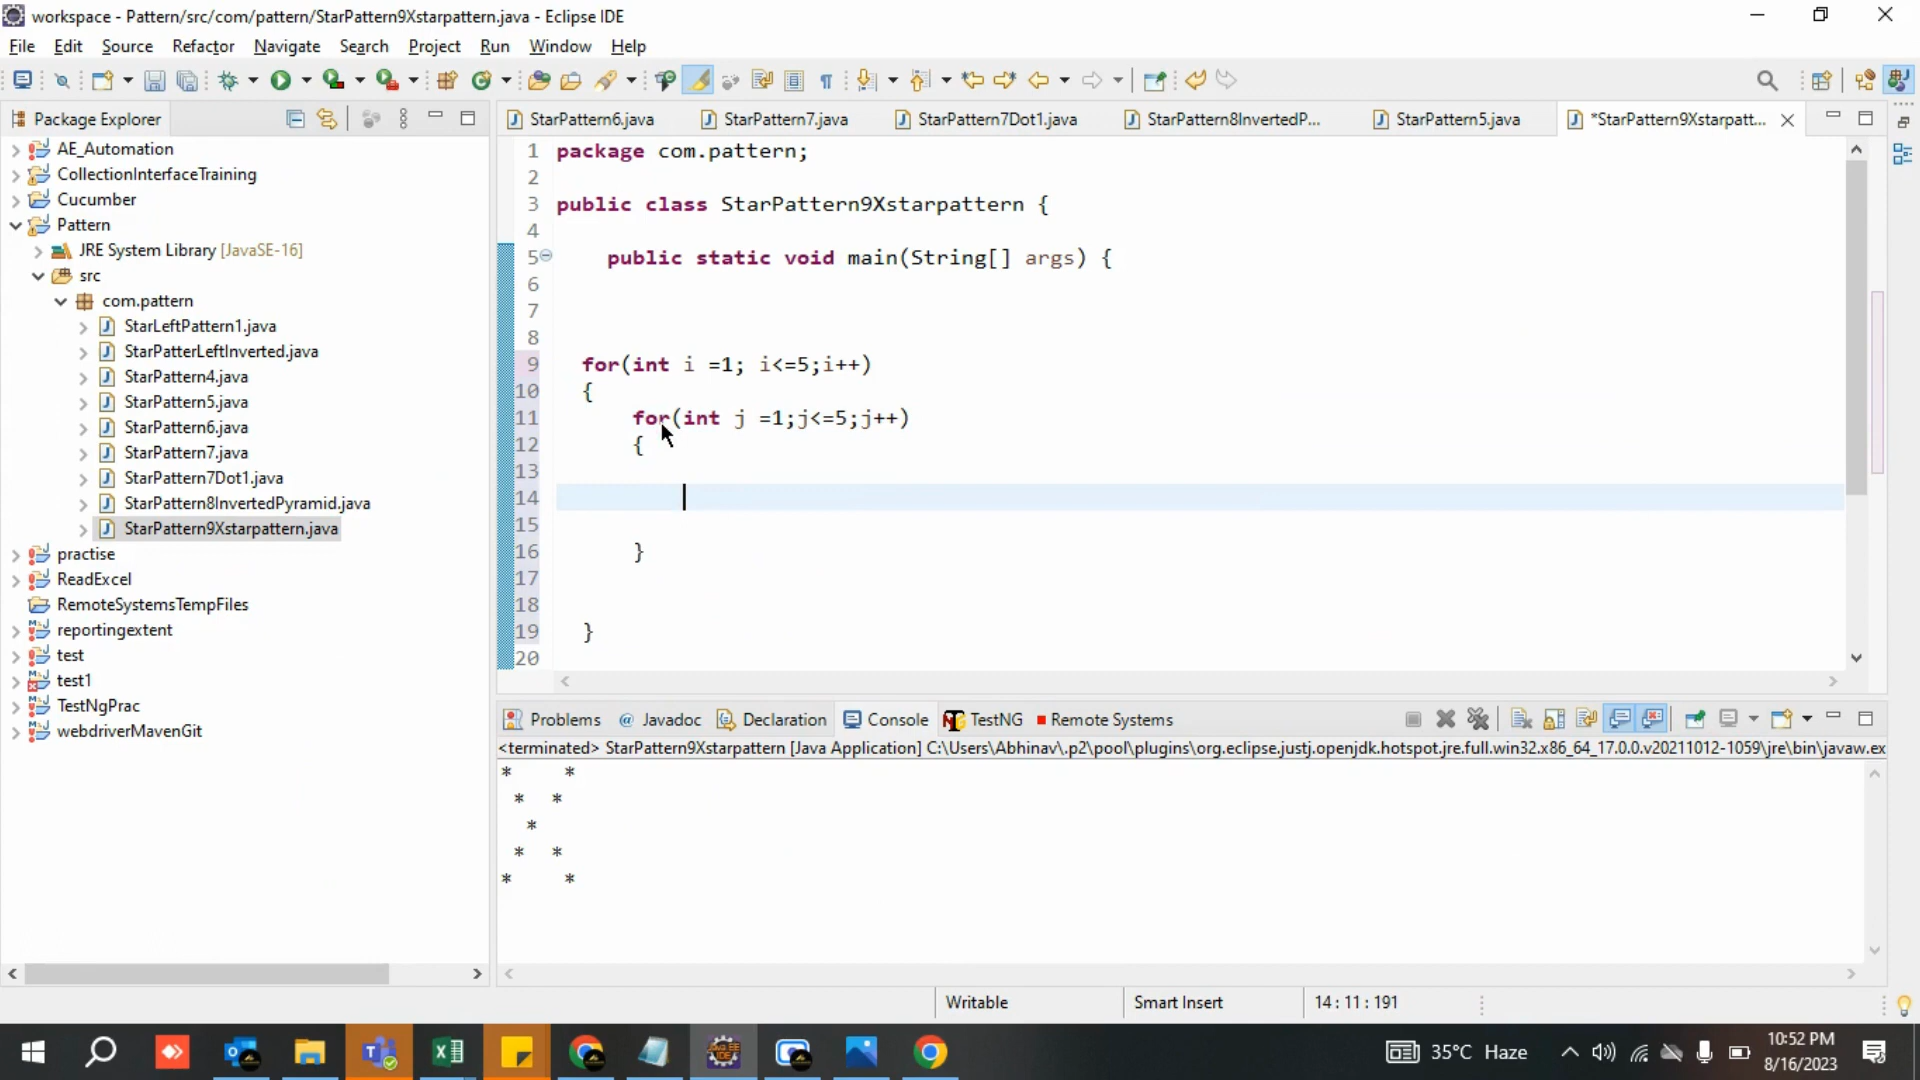 workspace - Pattern/src/com/pattern/StarPattern9Xstarpattern.java - Eclipse IDE
File Edit Source Refactor Navigate Search Project Run Window Help
Package Explorer
AE_Automation
CollectionInterfaceTraining
Cucumber
Pattern
JRE System Library [JavaSE-16]
src
com.pattern
StarLeftPattern1.java
StarPatterLeftInverted.java
StarPattern4.java
StarPattern5.java
StarPattern6.java
StarPattern7.java
StarPattern7Dot1.java
StarPattern8InvertedPyramid.java
StarPattern9Xstarpattern.java
practise
ReadExcel
RemoteSystemsTempFiles
reportingextent
test
test1
TestNgPrac
webdriverMavenGit
StarPattern6.java StarPattern7.java StarPattern7Dot1.java StarPattern8InvertedP... StarPattern5.java *StarPattern9Xstarpatt...
1 package com.pattern;
2
3 public class StarPattern9Xstarpattern {
4
5 public static void main(String[] args) {
6
7
8
9 for(int i =1; i<=5;i++)
10 {
11 for(int j =1;j<=5;j++)
12 {
13
14
15
16 }
17
18
19 }
20
Problems @ Javadoc Declaration Console TestNG Remote Systems
<terminated> StarPattern9Xstarpattern [Java Application] C:\Users\Abhinav\.p2\pool\plugins\org.eclipse.justj.openjdk.hotspot.jre.full.win32.x86_64_17.0.0.v20211012-1059\jre\bin\javaw.ex
*     *
 *   *
  *
 *   *
*     *
Writable Smart Insert 14 : 11 : 191
35°C Haze
10:52 PM
8/16/2023